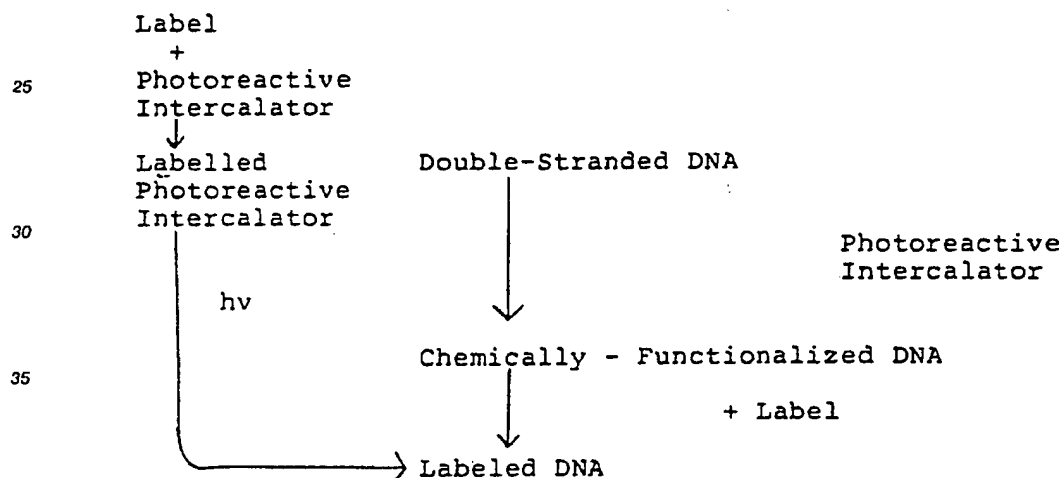 Label
+
25
Photoreactive
Intercalator
Labelled
Photoreactive
Intercalator
Double-Stranded DNA
30
Photoreactive
Intercalator
hν
Chemically - Functionalized DNA
35
+ Label
Labeled DNA